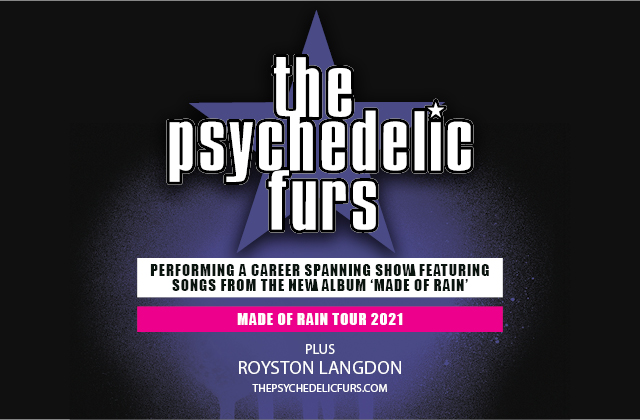 the
psychedelic
furs
PERFORMING A CAREER SPANNING SHOW FEATURING
SONGS FROM THE NEW ALBUM ‘MADE OF RAIN’
MADE OF RAIN TOUR 2021
PLUS
ROYSTON LANGDON
THEPSYCHEDELICFURS.COM